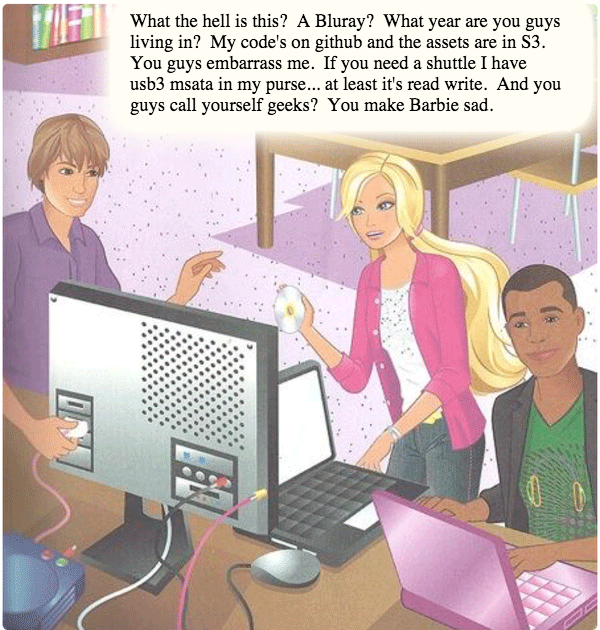 What the hell is this?  A Bluray?  What year are you guys
living in?  My code's on github and the assets are in S3.
You guys embarrass me.  If you need a shuttle I have
usb3 msata in my purse... at least it's read write.  And you
guys call yourself geeks?  You make Barbie sad.